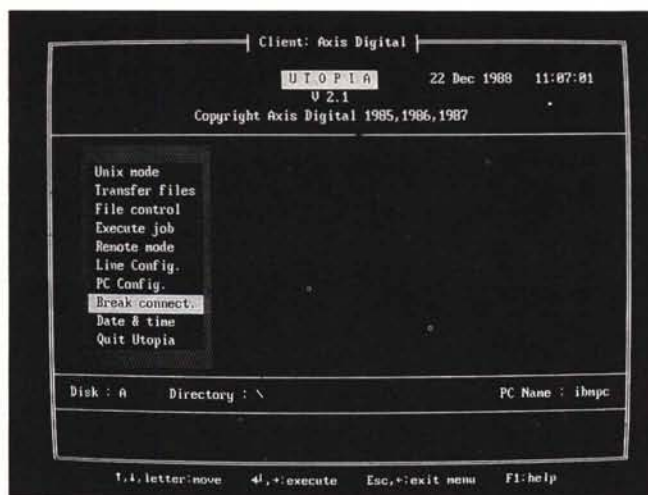 Client: Axis Digital
UTOPIA 22 Dec 1988 11:07:01
V 2.1
Copyright Axis Digital 1985,1986,1987
Unix mode
Transfer files
File control
Execute job
Remote mode
Line Config.
PC Config.
Break connect.
Date & time
Quit Utopia
Disk : A Directory : \ PC Name : ibmpc
↑,↓,letter:move ↵,→:execute Esc,←:exit menu F1:help